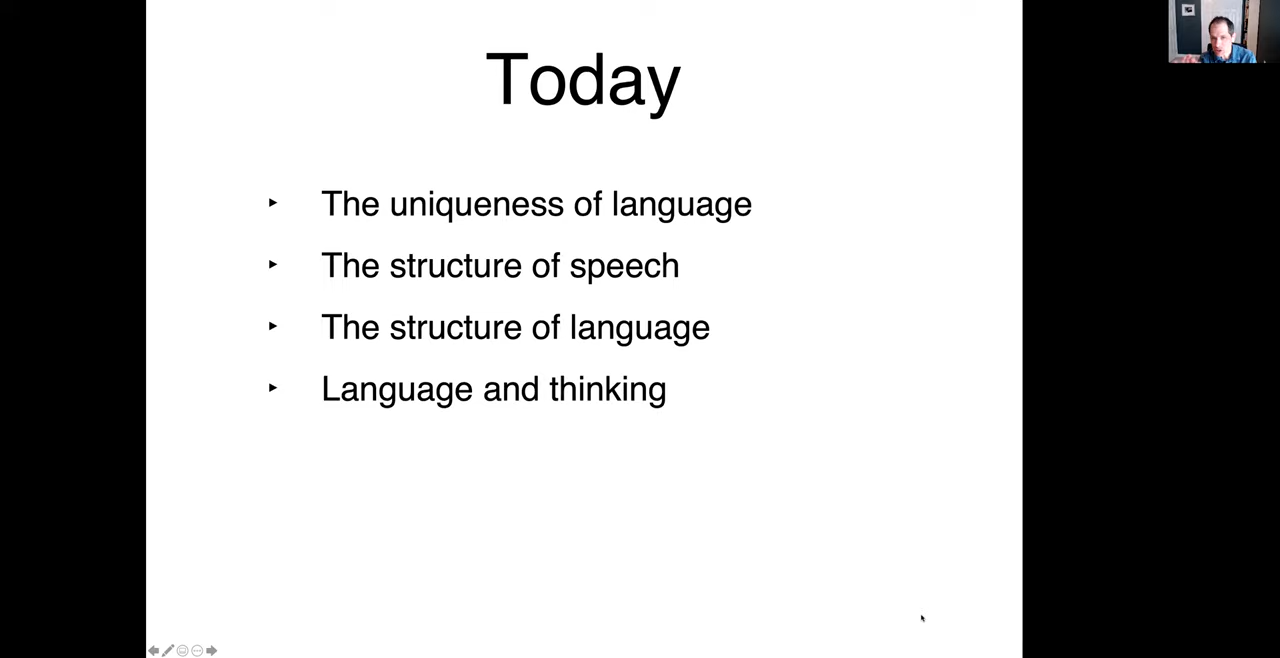 Today
‣ The uniqueness of language
‣ The structure of speech
‣ The structure of language
‣ Language and thinking